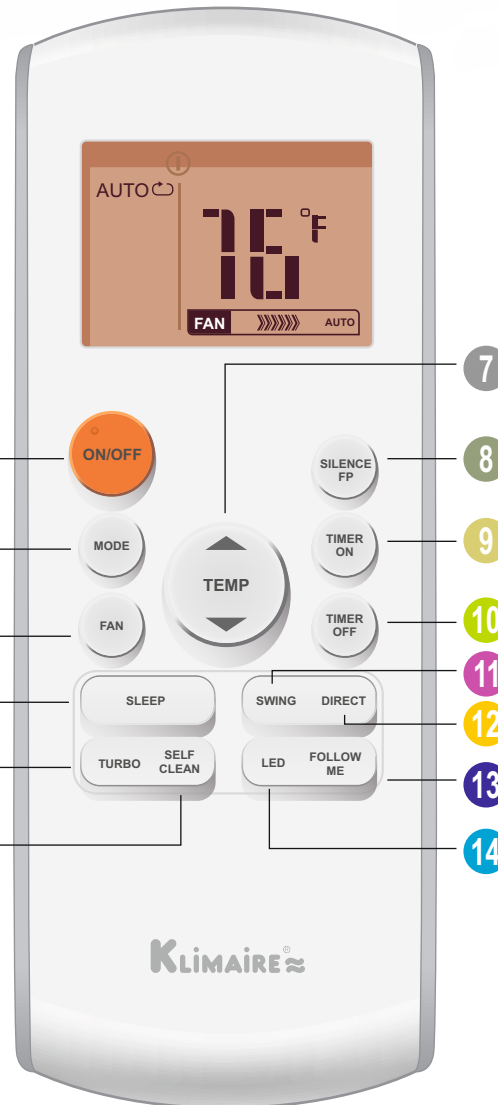 AUTO
76°F
FAN AUTO
7
ON/OFF
SILENCE
FP
8
MODE
TEMP
TIMER
ON
9
FAN
TIMER
OFF
10
11
SLEEP
SWING DIRECT
12
TURBO
SELF
CLEAN
LED
FOLLOW
ME
13
14
KLiMAiRE